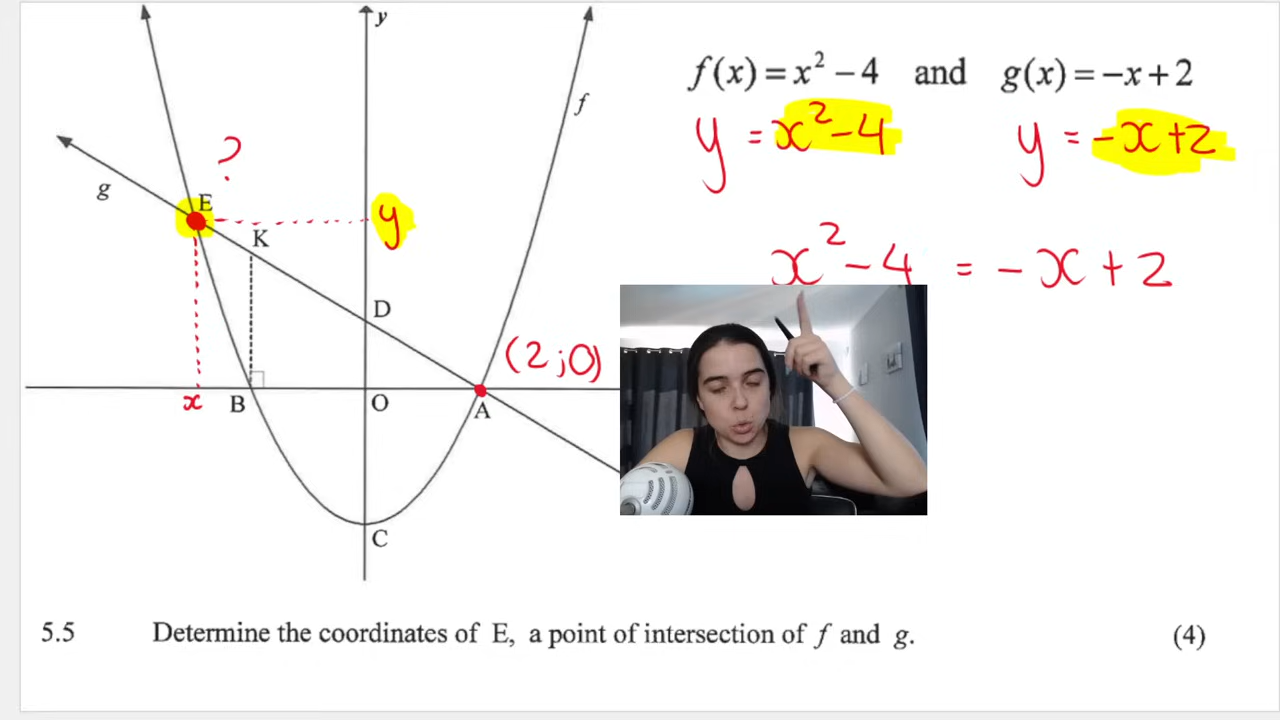 y
f(x) = x² − 4 and g(x) = −x + 2
y = x² − 4 y = −x + 2
f
?
g
E
y
K
x² − 4 = −x + 2
D
(2 ; 0)
x B O A
C
5.5 Determine the coordinates of E, a point of intersection of f and g. (4)